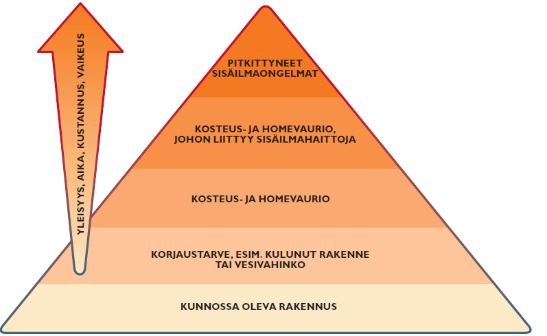 YLEISTYS, AIKA, KUSTANNUS, VAIKEUS
PITKITTYNEET
SISÄILMAONGELMAT
KOSTEUS- JA HOMEVAURIO,
JOHON LIITTYY SISÄILMAHAITTOJA
KOSTEUS- JA HOMEVAURIO
KORJAUSTARVE, ESIM. KULUNUT RAKENNE
TAI VESIVAHINKO
KUNNOSSA OLEVA RAKENNUS